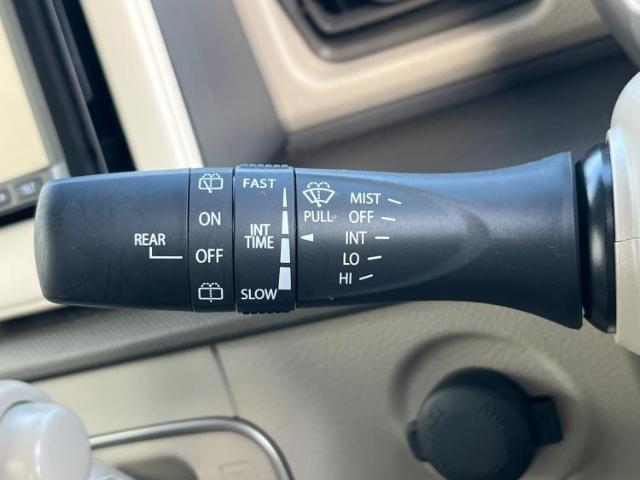 REAR
ON
OFF
FAST
INT
TIME
SLOW
PULL
MIST
OFF
INT
LO
HI